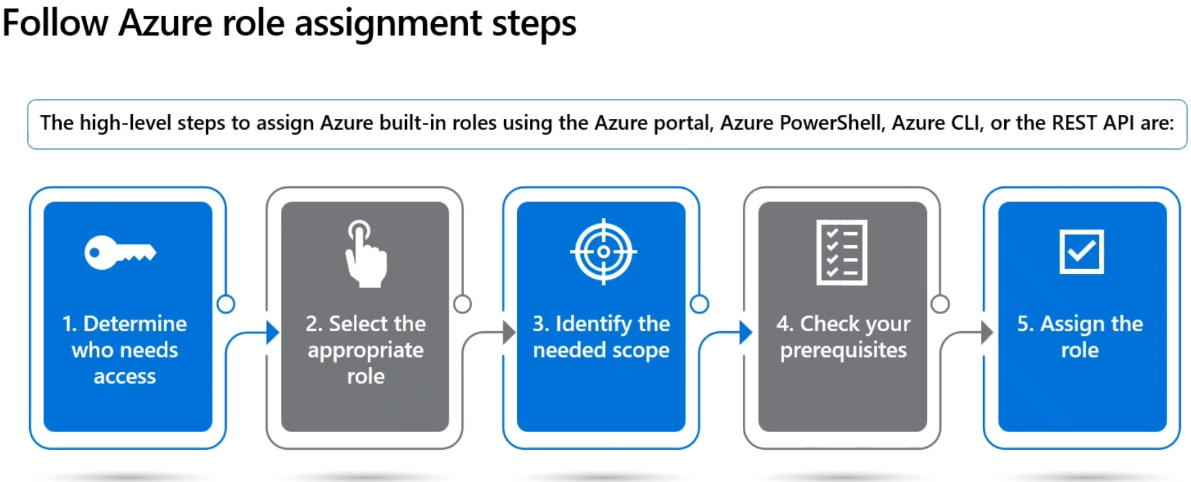 Follow Azure role assignment steps
The high-level steps to assign Azure built-in roles using the Azure portal, Azure PowerShell, Azure CLI, or the REST API are:
1. Determine
who needs
access
2. Select the
appropriate
role
3. Identify the
needed scope
4. Check your
prerequisites
5. Assign the
role